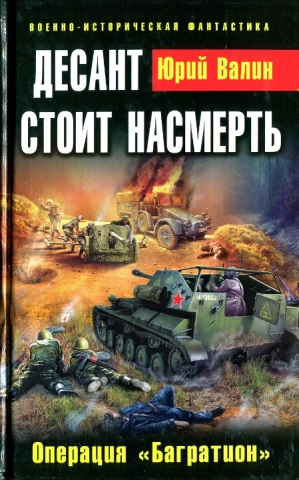 ВОЕННО-ИСТОРИЧЕСКАЯ ФАНТАСТИКА
ДЕСАНТ
Юрий Валин
СТОИТ НАСМЕРТЬ
Операция «Багратион»